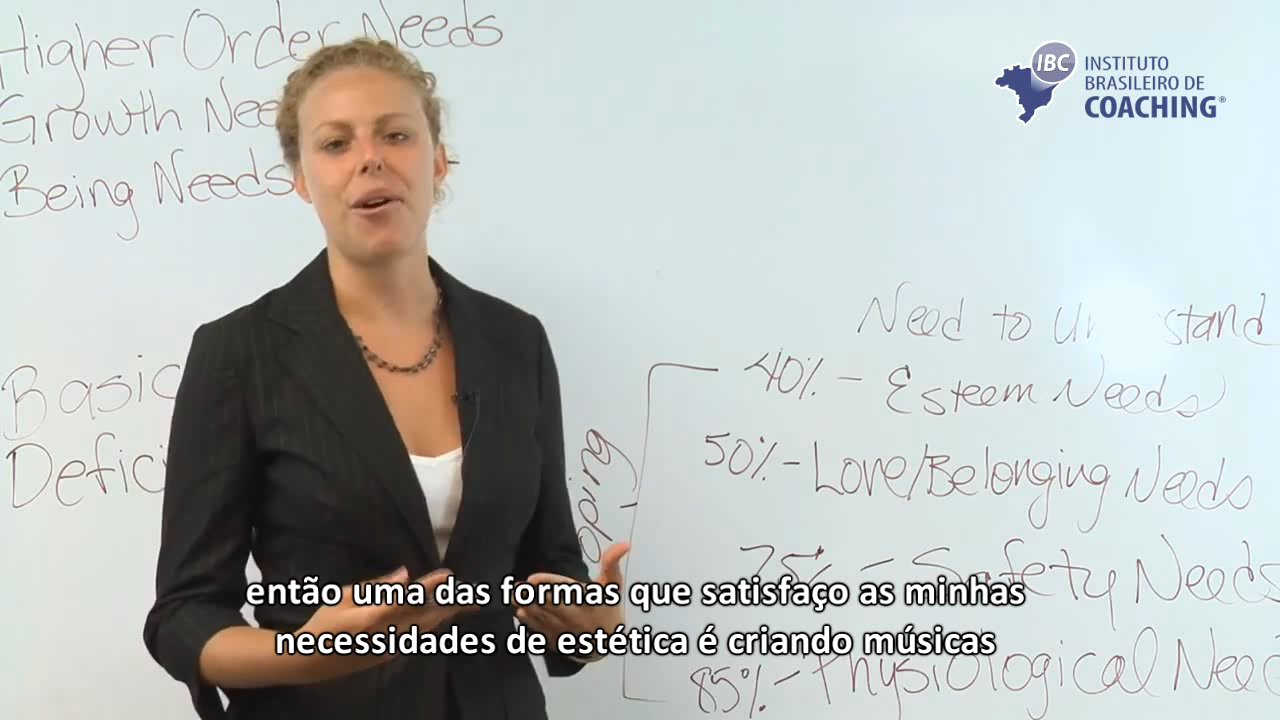 Higher Order Needs
Growth Nee
Being Needs
IBC
INSTITUTO
BRASILEIRO DE
COACHING®
Basic
Defici
Need to Un stand
40% - Esteem Needs
50% - Love/Belonging Needs
75% - Safety Needs
85% - Physiological Nee
oping
então uma das formas que satisfaço as minhas
necessidades de estética é criando músicas